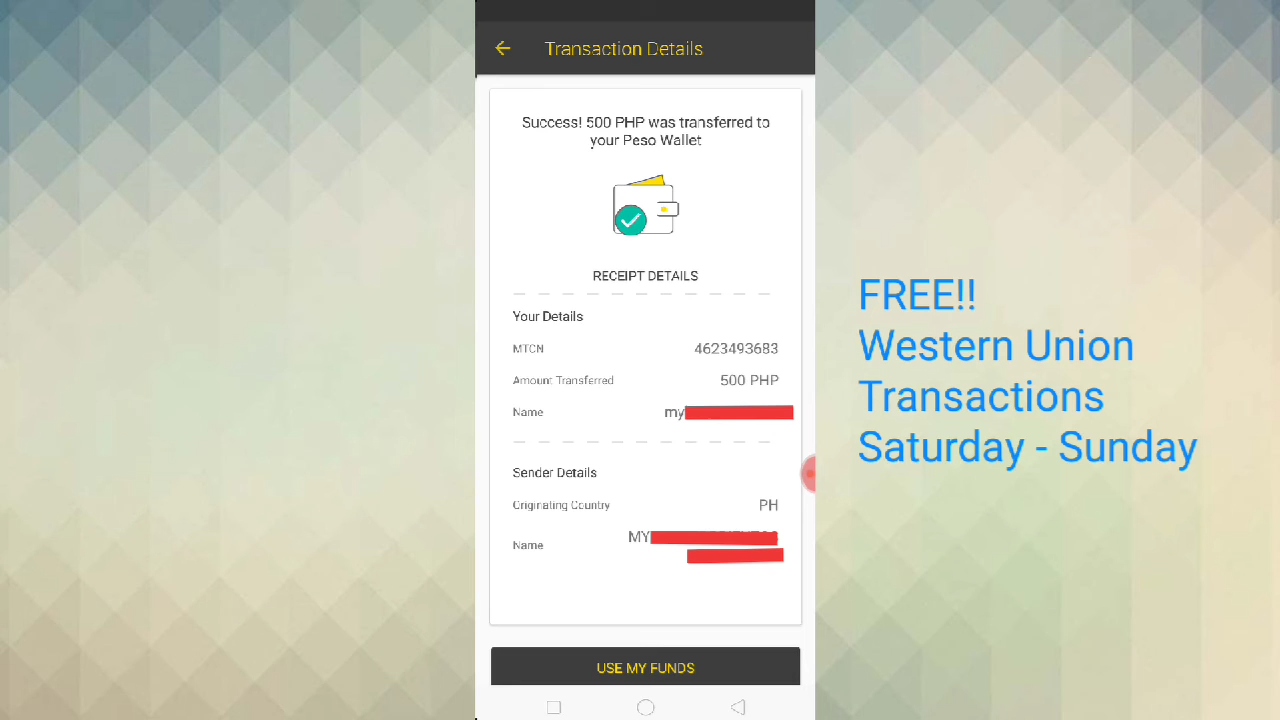 Transaction Details
Success! 500 PHP was transferred to
your Peso Wallet
RECEIPT DETAILS
Your Details
MTCN 4623493683
Amount Transferred 500 PHP
Name my
Sender Details
Originating Country PH
Name MY
USE MY FUNDS
FREE!!
Western Union
Transactions
Saturday - Sunday